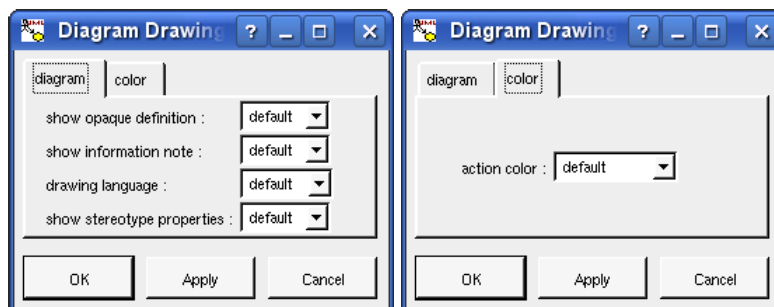 Diagram Drawing ?
diagram color
show opaque definition : default
show information note : default
drawing language : default
show stereotype properties : default
OK Apply Cancel
Diagram Drawing ?
diagram color
action color : default
OK Apply Cancel